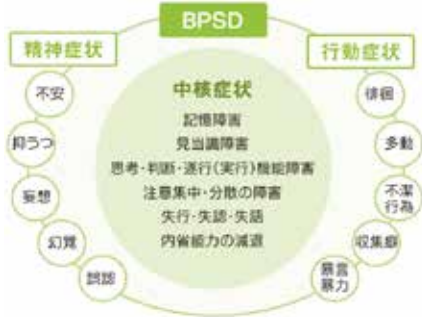 BPSD
精神症状
行動症状
不安
抑うつ
妄想
幻覚
誤認
中核症状
記憶障害
見当識障害
思考・判断・遂行(実行)機能障害
注意集中・分散の障害
失行・失認・失語
内省能力の減退
徘徊
多動
不潔
行為
収集癖
暴言
暴力